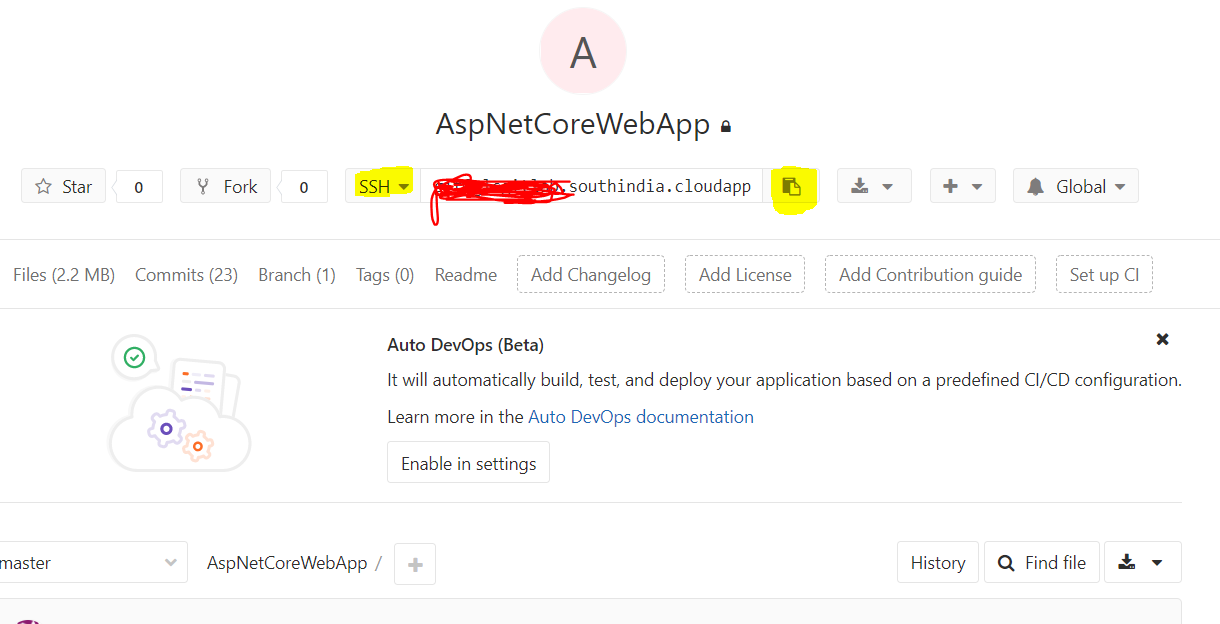 A
AspNetCoreWebApp
Star 0 Fork 0 SSH .southindia.cloudapp Global
Files (2.2 MB) Commits (23) Branch (1) Tags (0) Readme Add Changelog Add License Add Contribution guide Set up CI
Auto DevOps (Beta)
It will automatically build, test, and deploy your application based on a predefined CI/CD configuration.
Learn more in the Auto DevOps documentation
Enable in settings
master AspNetCoreWebApp / History Find file